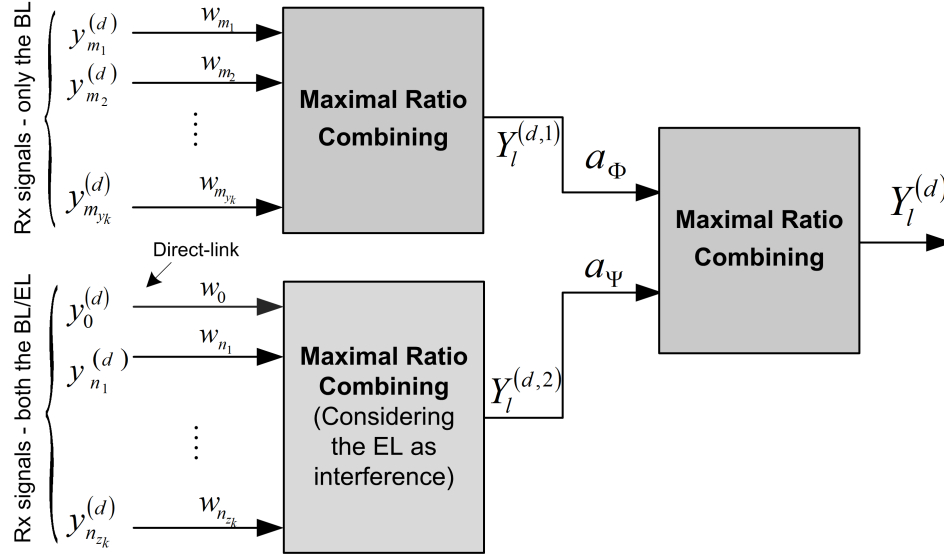 Rx signals - only the BL
y_{m_1}^{(d)}
w_{m_1}
y_{m_2}^{(d)}
w_{m_2}
⋮
y_{m_{y_k}}^{(d)}
w_{m_{y_k}}
Maximal Ratio
Combining
Y_l^{(d,1)}
a_Φ
Rx signals - both the BL/EL
Direct-link
y_0^{(d)}
w_0
y_{n_1}^{(d)}
w_{n_1}
⋮
y_{n_{z_k}}^{(d)}
w_{n_{z_k}}
Maximal Ratio
Combining
(Considering
the EL as
interference)
Y_l^{(d,2)}
a_Ψ
Maximal Ratio
Combining
Y_l^{(d)}